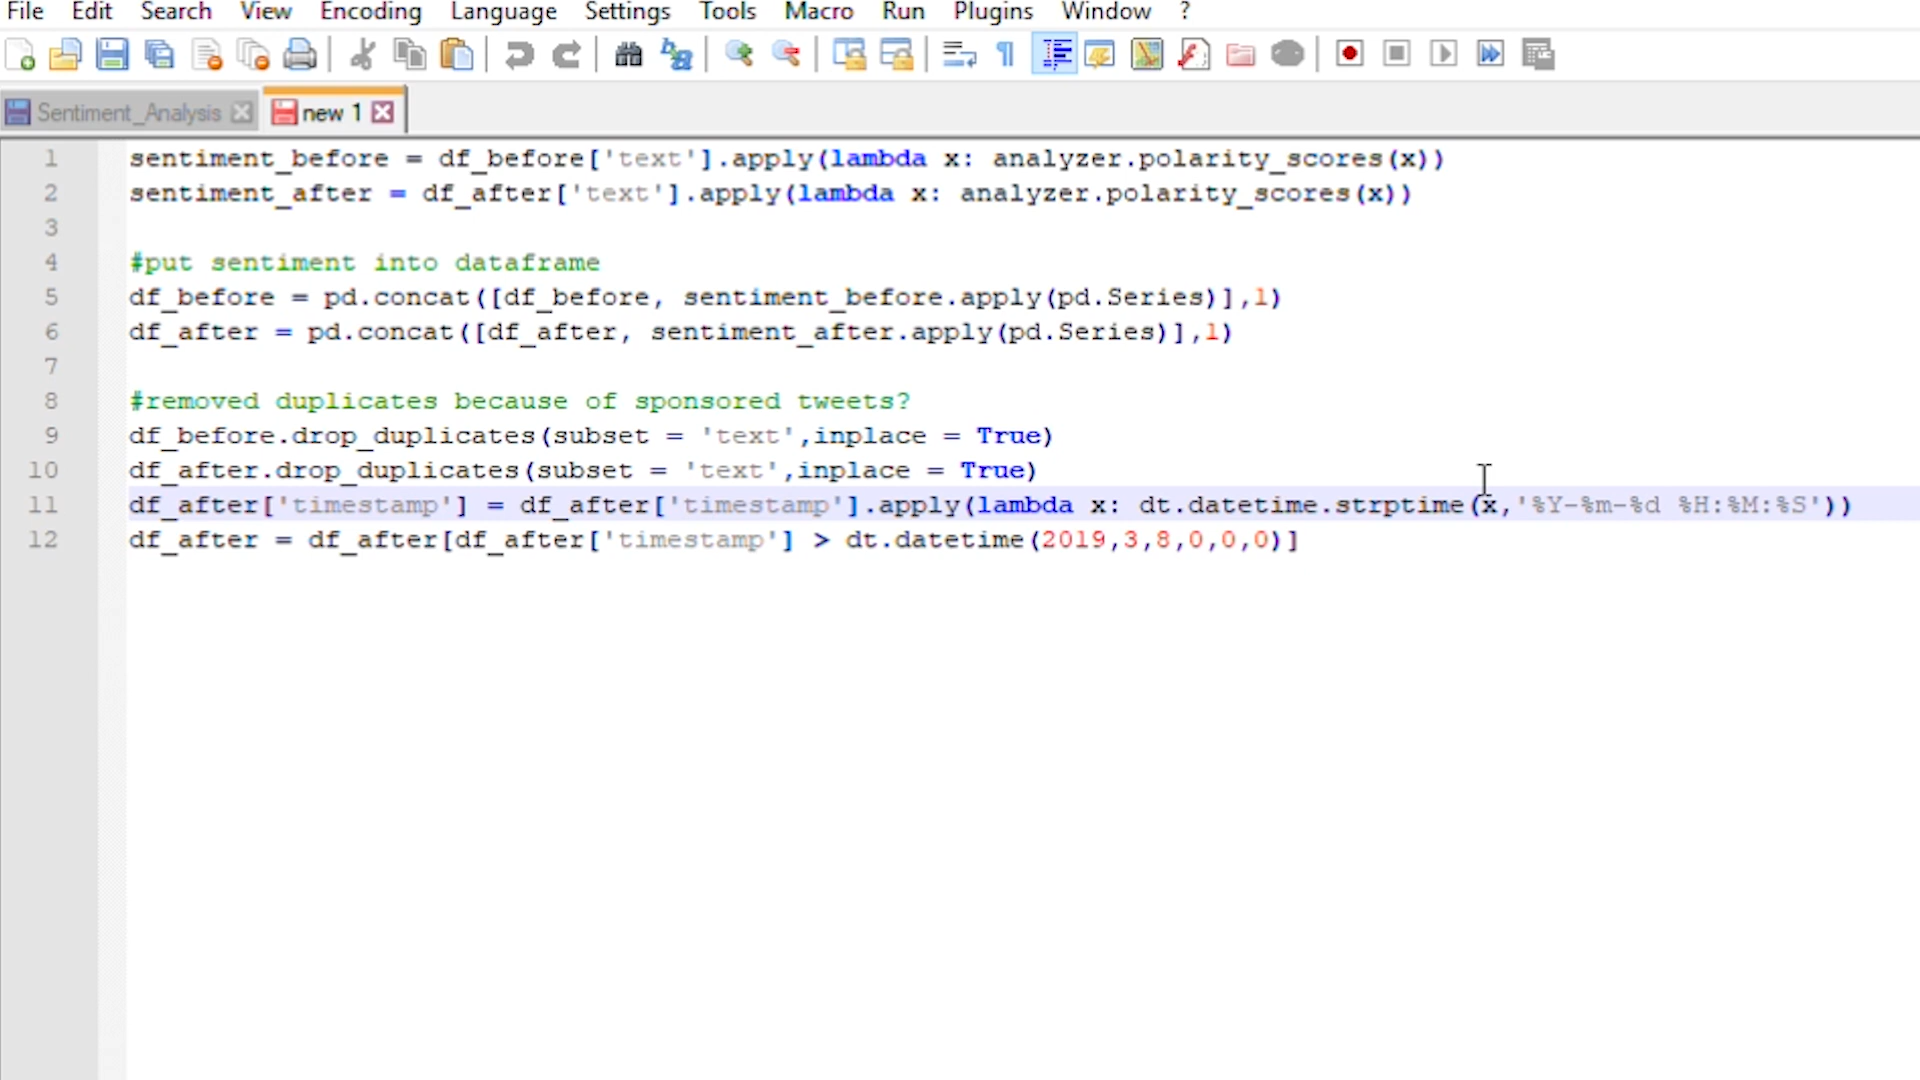 File Edit Search View Encoding Language Settings Tools Macro Run Plugins Window ?
Sentiment_Analysis new 1
1 sentiment_before = df_before['text'].apply(lambda x: analyzer.polarity_scores(x))
2 sentiment_after = df_after['text'].apply(lambda x: analyzer.polarity_scores(x))
3
4 #put sentiment into dataframe
5 df_before = pd.concat([df_before, sentiment_before.apply(pd.Series)],1)
6 df_after = pd.concat([df_after, sentiment_after.apply(pd.Series)],1)
7
8 #removed duplicates because of sponsored tweets?
9 df_before.drop_duplicates(subset = 'text',inplace = True)
10 df_after.drop_duplicates(subset = 'text',inplace = True)
11 df_after['timestamp'] = df_after['timestamp'].apply(lambda x: dt.datetime.strptime(x,'%Y-%m-%d %H:%M:%S'))
12 df_after = df_after[df_after['timestamp'] > dt.datetime(2019,3,8,0,0,0)]